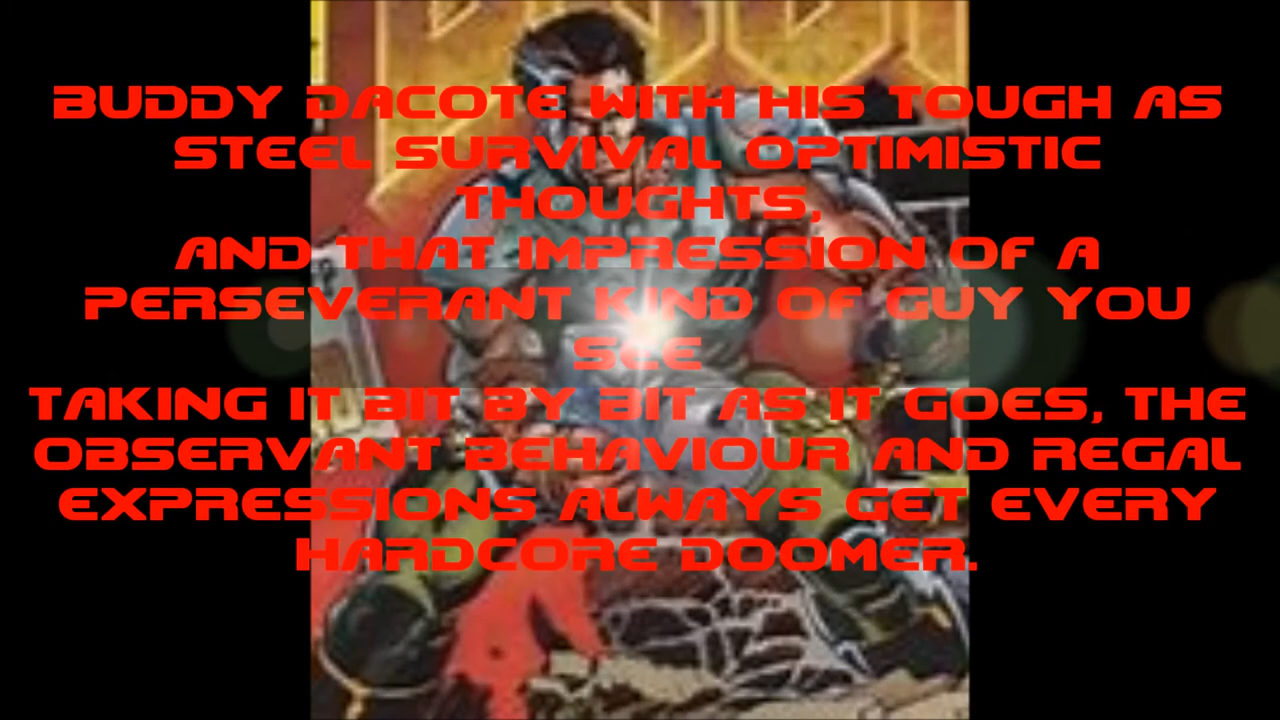 BUDDY DACOTE WITH HIS TOUGH AS
STEEL SURVIVAL OPTIMISTIC
THOUGHTS,
AND THAT IMPRESSION OF A
PERSEVERANT KIND OF GUY YOU
SEE
TAKING IT BIT BY BIT AS IT GOES, THE
OBSERVANT BEHAVIOUR AND REGAL
EXPRESSIONS ALWAYS GET EVERY
HARDCORE DOOMER.